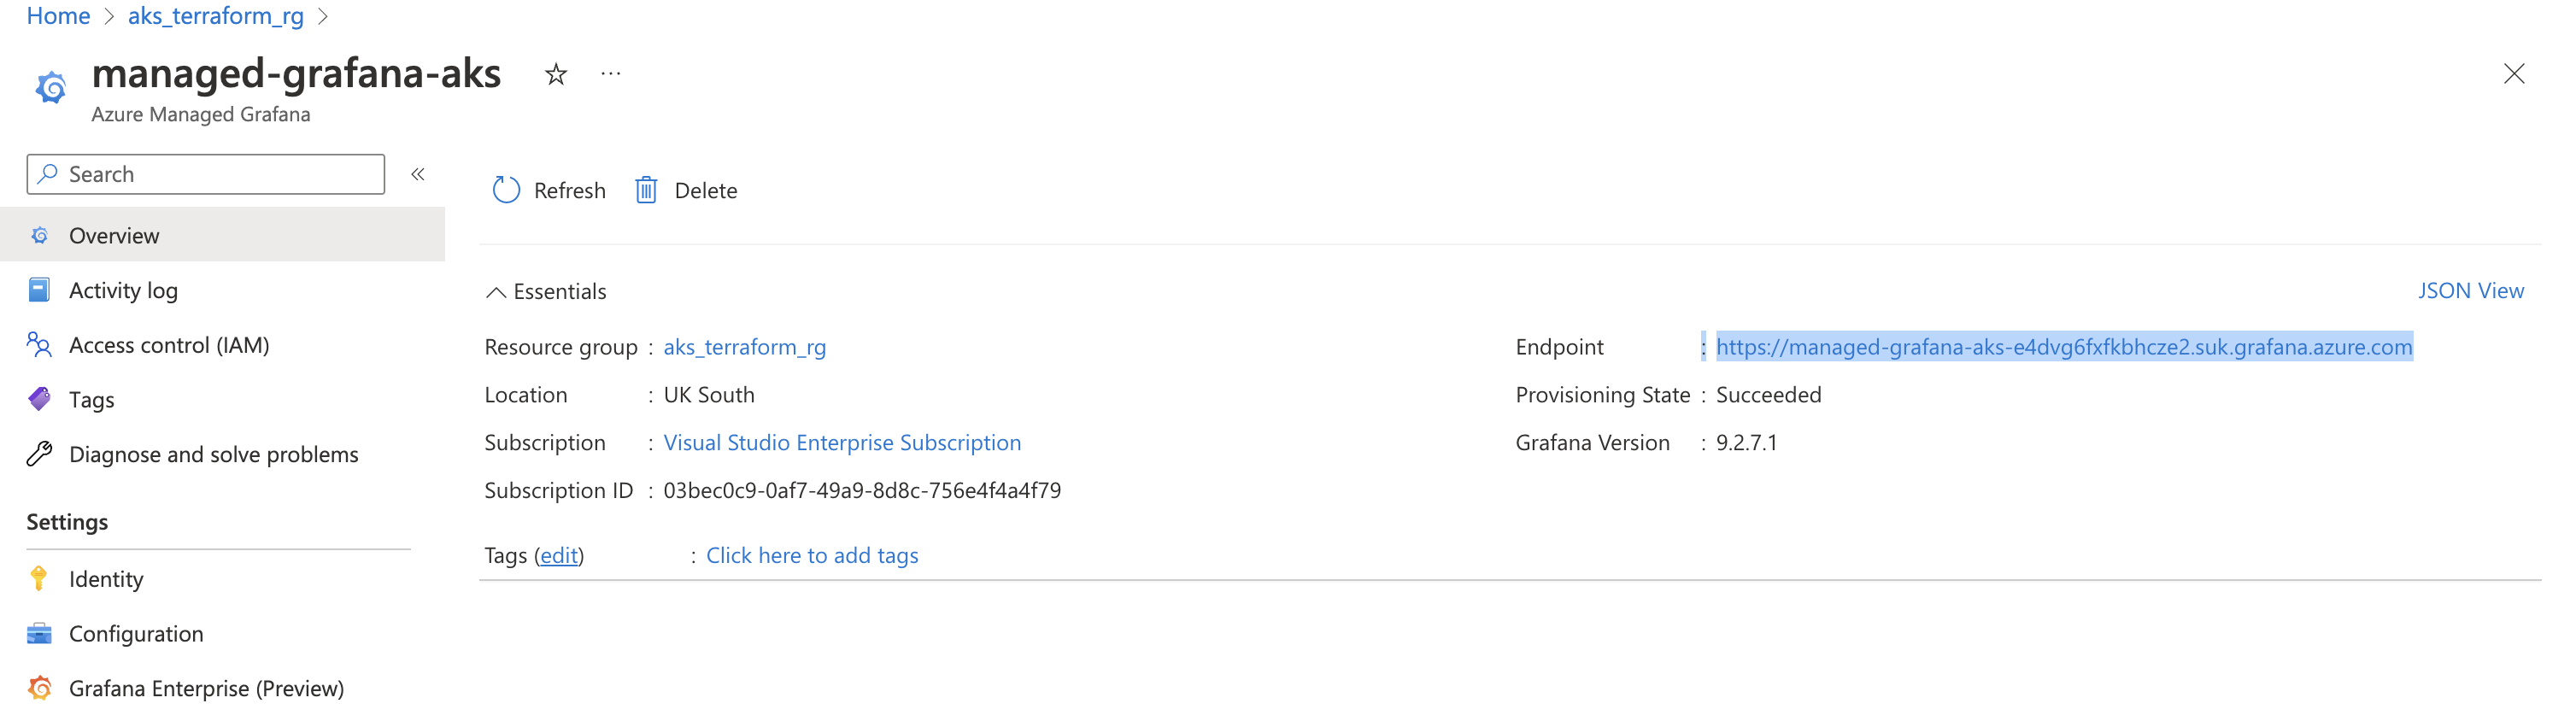 Home > aks_terraform_rg >
managed-grafana-aks ☆ ...
Azure Managed Grafana
Search «
Overview
Activity log
Access control (IAM)
Tags
Diagnose and solve problems
Settings
Identity
Configuration
Grafana Enterprise (Preview)
Refresh Delete
Essentials
JSON View
Resource group : aks_terraform_rg
Location : UK South
Subscription : Visual Studio Enterprise Subscription
Subscription ID : 03bec0c9-0af7-49a9-8d8c-756e4f4a4f79
Endpoint : https://managed-grafana-aks-e4dvg6fxfkbhcze2.suk.grafana.azure.com
Provisioning State : Succeeded
Grafana Version : 9.2.7.1
Tags (edit) : Click here to add tags